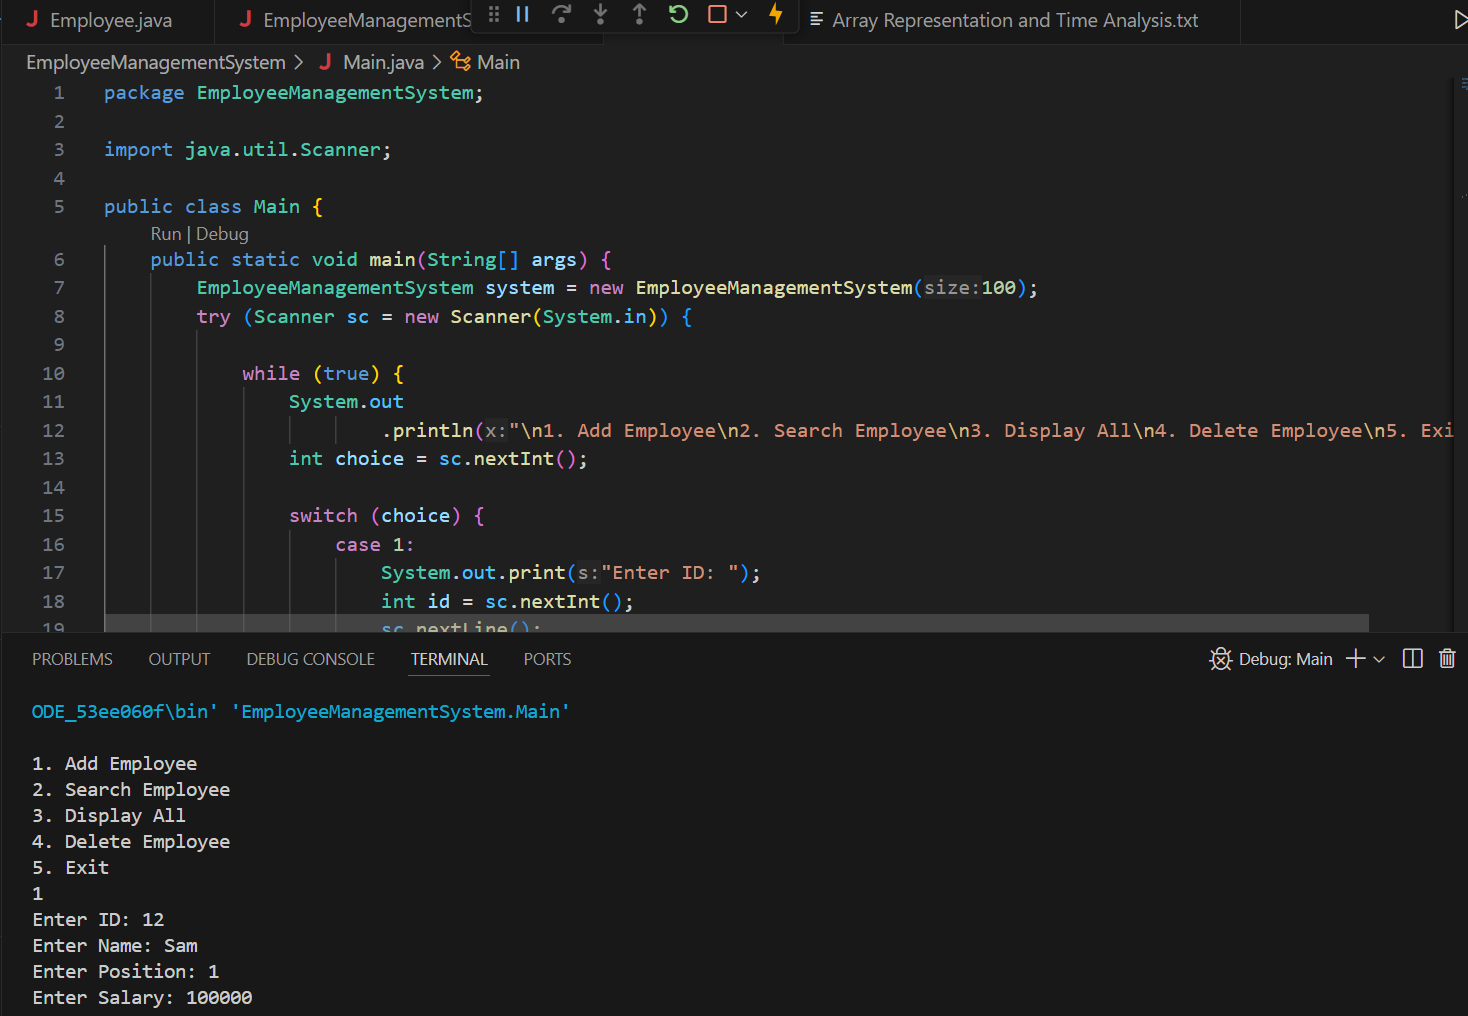 Employee.java
EmployeeManagementS
Array Representation and Time Analysis.txt
EmployeeManagementSystem > Main.java > Main
1 package EmployeeManagementSystem;
2
3 import java.util.Scanner;
4
5 public class Main {
Run | Debug
6 public static void main(String[] args) {
7 EmployeeManagementSystem system = new EmployeeManagementSystem(size:100);
8 try (Scanner sc = new Scanner(System.in)) {
9
10 while (true) {
11 System.out
12 .println(x:"\n1. Add Employee\n2. Search Employee\n3. Display All\n4. Delete Employee\n5. Exi
13 int choice = sc.nextInt();
14
15 switch (choice) {
16 case 1:
17 System.out.print(s:"Enter ID: ");
18 int id = sc.nextInt();
19 sc.nextLine();
PROBLEMS OUTPUT DEBUG CONSOLE TERMINAL PORTS
Debug: Main
ODE_53ee060f\bin' 'EmployeeManagementSystem.Main'
1. Add Employee
2. Search Employee
3. Display All
4. Delete Employee
5. Exit
1
Enter ID: 12
Enter Name: Sam
Enter Position: 1
Enter Salary: 100000